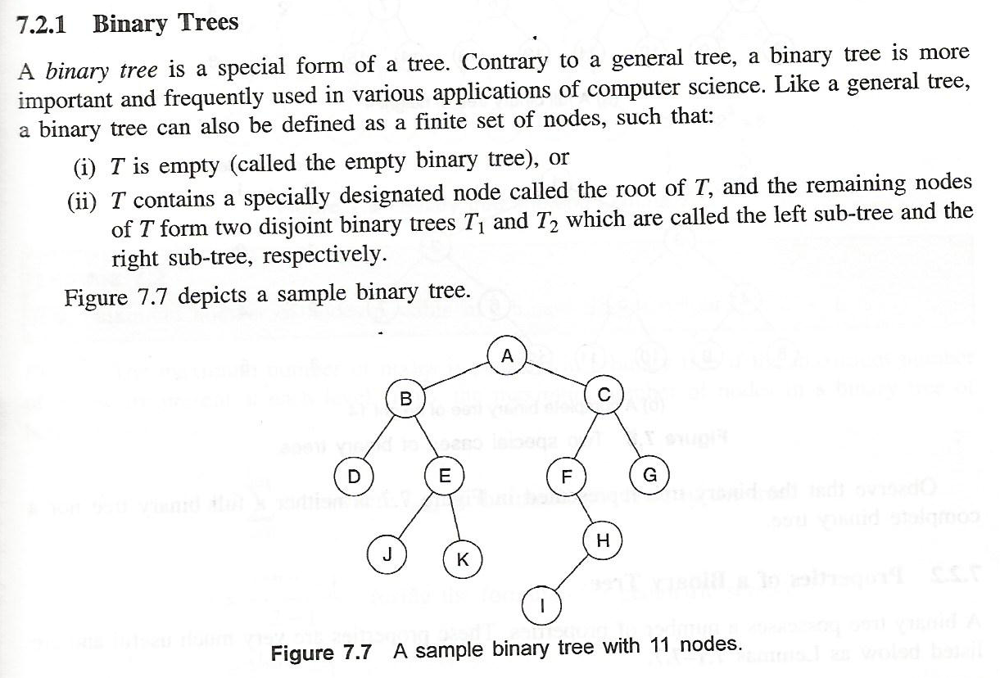 7.2.1 Binary Trees
A binary tree is a special form of a tree. Contrary to a general tree, a binary tree is more
important and frequently used in various applications of computer science. Like a general tree,
a binary tree can also be defined as a finite set of nodes, such that:
(i) T is empty (called the empty binary tree), or
(ii) T contains a specially designated node called the root of T, and the remaining nodes
of T form two disjoint binary trees T₁ and T₂ which are called the left sub-tree and the
right sub-tree, respectively.
Figure 7.7 depicts a sample binary tree.
A
B C
D E F G
J K H
I
Figure 7.7 A sample binary tree with 11 nodes.